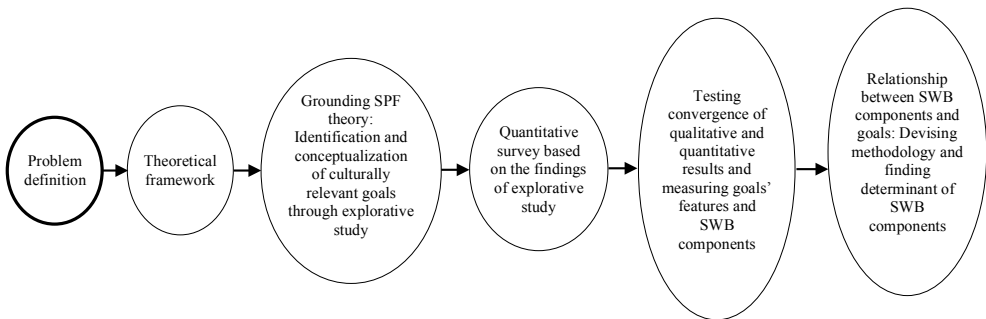 Problem
definition
Theoretical
framework
Grounding SPF
theory:
Identification and
conceptualization
of culturally
relevant goals
through explorative
study
Quantitative
survey based
on the findings
of explorative
study
Testing
convergence of
qualitative and
quantitative
results and
measuring goals’
features and
SWB
components
Relationship
between SWB
components and
goals: Devising
methodology and
finding
determinant of
SWB
components